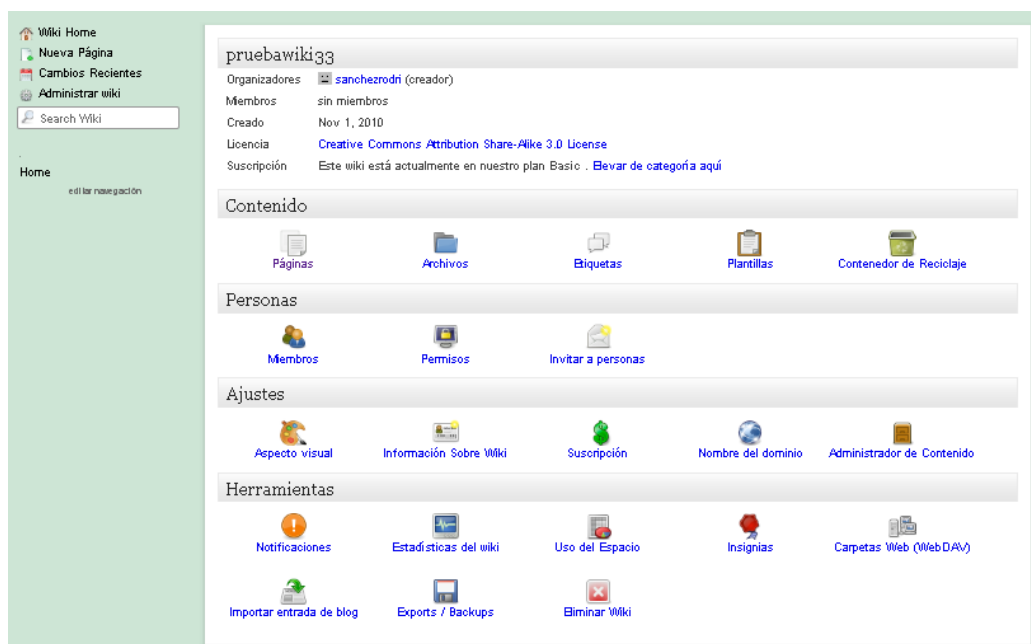 Wiki Home
Nueva Página
Cambios Recientes
Administrar wiki
Search Wiki
.
Home
editar navegación
pruebawiki33
Organizadores sanchezrodri (creador)
Miembros sin miembros
Creado Nov 1, 2010
Licencia Creative Commons Attribution Share-Alike 3.0 License
Suscripción Este wiki está actualmente en nuestro plan Basic . Elevar de categoría aquí
Contenido
Páginas Archivos Etiquetas Plantillas Contenedor de Reciclaje
Personas
Miembros Permisos Invitar a personas
Ajustes
Aspecto visual Información Sobre Wiki Suscripción Nombre del dominio Administrador de Contenido
Herramientas
Notificaciones Estadísticas del wiki Uso del Espacio Insignias Carpetas Web (WebDAV)
Importar entrada de blog Exports / Backups Eliminar Wiki